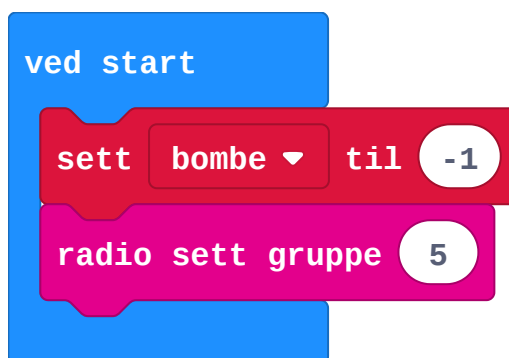 ved start
sett bombe til -1
radio sett gruppe 5